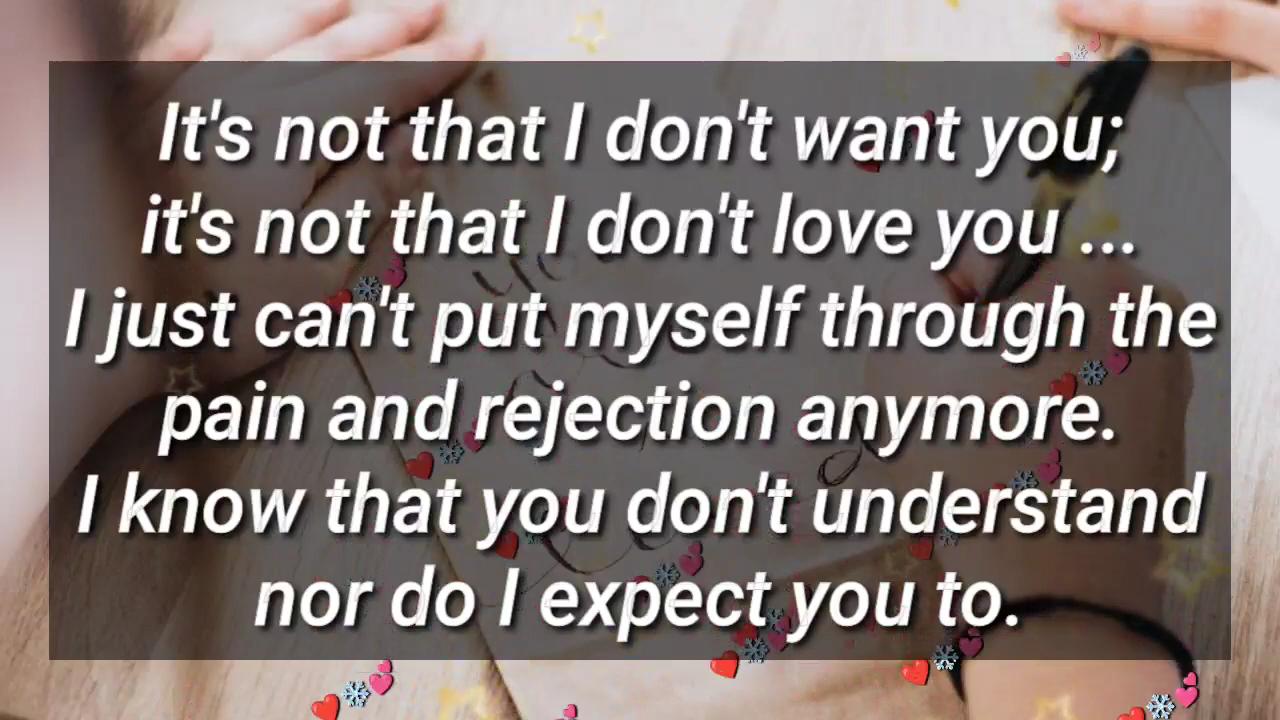 It's not that I don't want you;
it's not that I don't love you ...
I just can't put myself through the
pain and rejection anymore.
I know that you don't understand
nor do I expect you to.